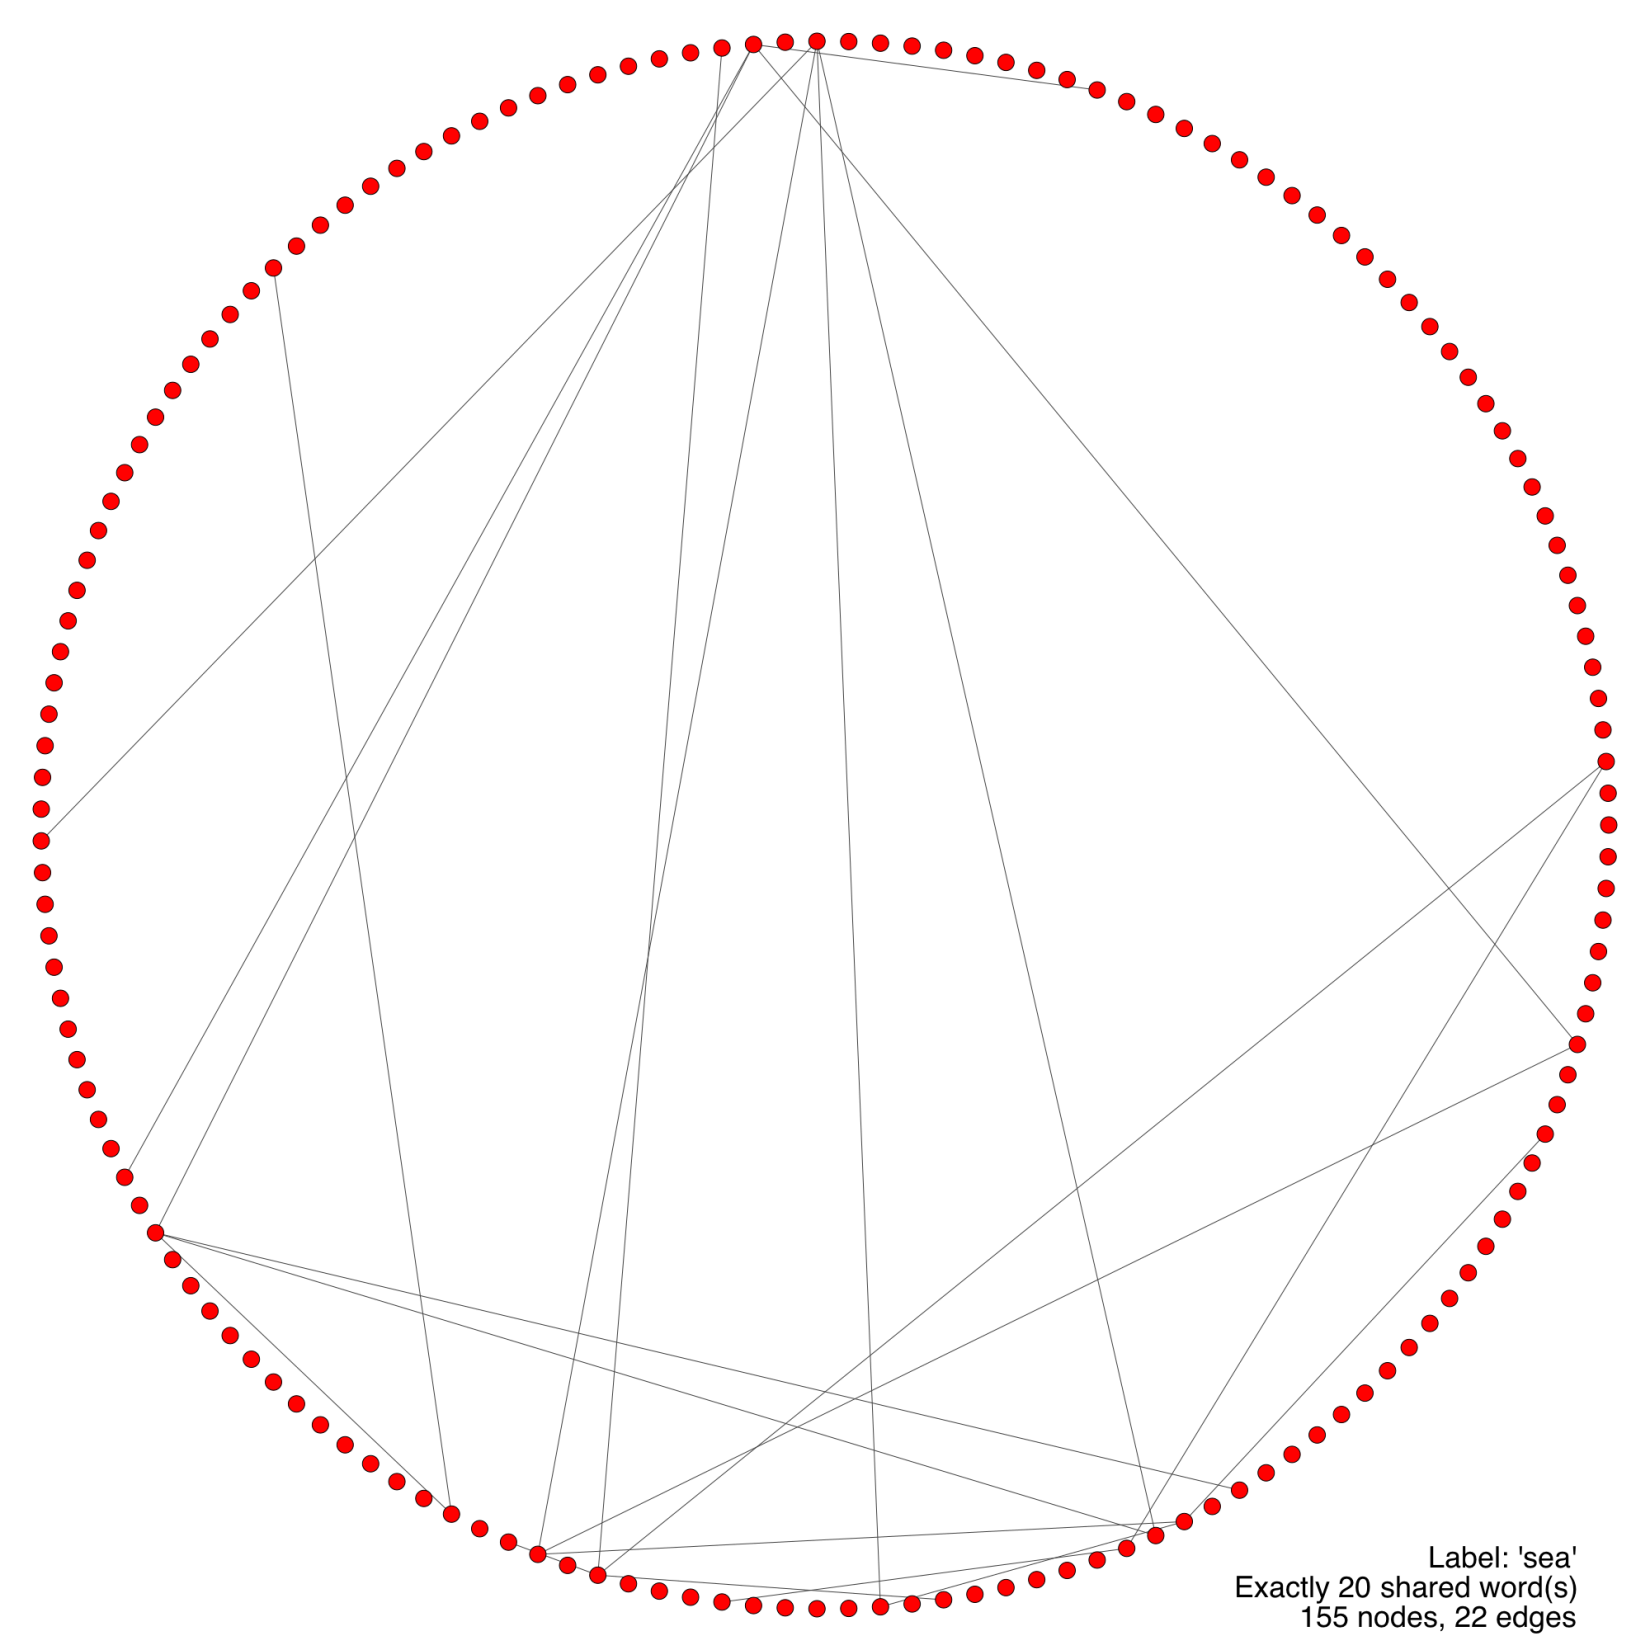 Label: 'sea'
Exactly 20 shared word(s)
155 nodes, 22 edges